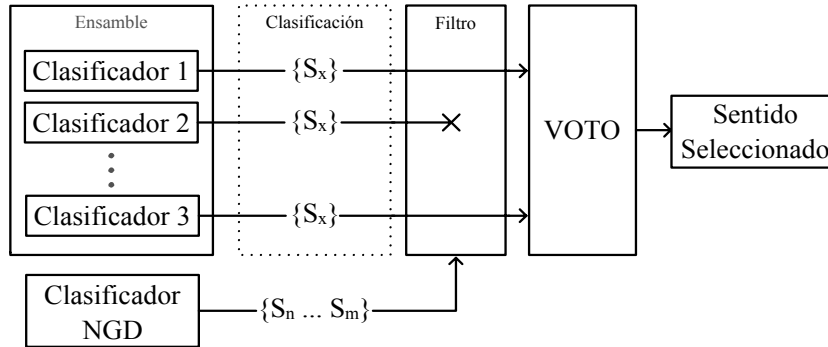 Ensamble
Clasificación
Filtro
Clasificador 1
{Sx}
Clasificador 2
{Sx}
Clasificador 3
{Sx}
VOTO
Sentido
Seleccionado
Clasificador
NGD
{Sn ... Sm}